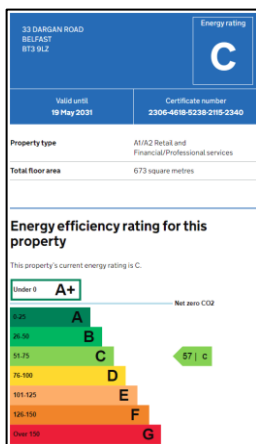 33 DARGAN ROAD
BELFAST
BT3 9LZ
Energy rating
C
Valid until
19 May 2031
Certificate number
2306-4618-5238-2115-2340
Property type
A1/A2 Retail and
Financial/Professional services
Total floor area
673 square metres
Energy efficiency rating for this
property
This property's current energy rating is C.
Under 0 A+
Net zero CO2
0-25 A
26-50 B
51-75 C
57 | C
76-100 D
101-125 E
126-150 F
Over 150 G